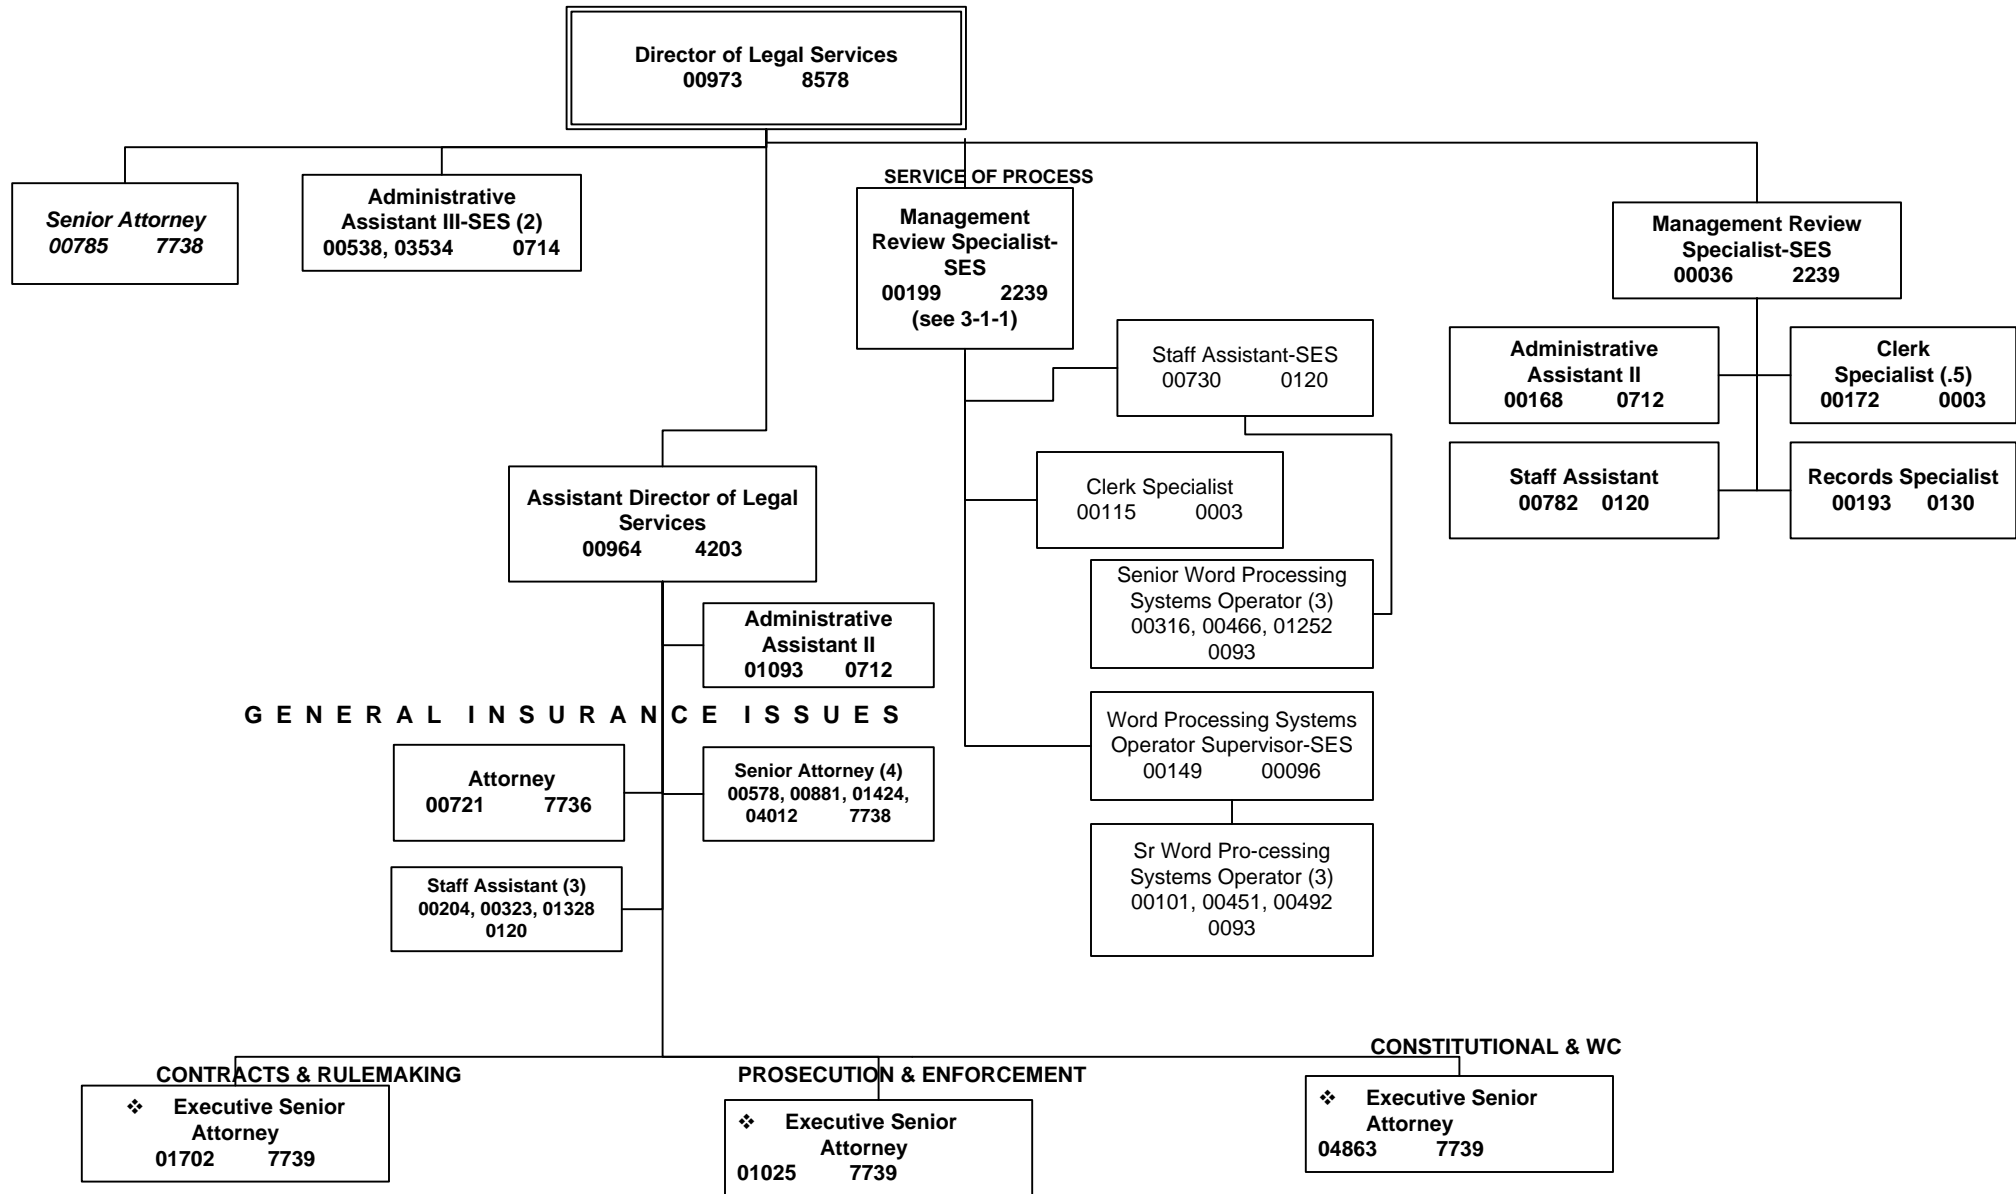 Director of Legal Services
00973 8578
Senior Attorney
00785 7738
Administrative
Assistant III-SES (2)
00538, 03534 0714
SERVICE OF PROCESS
Management
Review Specialist-
SES
00199 2239
(see 3-1-1)
Management Review
Specialist-SES
00036 2239
Staff Assistant-SES
00730 0120
Administrative
Assistant II
00168 0712
Clerk
Specialist (.5)
00172 0003
Staff Assistant
00782 0120
Records Specialist
00193 0130
Clerk Specialist
00115 0003
Assistant Director of Legal
Services
00964 4203
Senior Word Processing
Systems Operator (3)
00316, 00466, 01252
0093
Administrative
Assistant II
01093 0712
G E N E R A L I N S U R A N C E I S S U E S
Word Processing Systems
Operator Supervisor-SES
00149 00096
Attorney
00721 7736
Senior Attorney (4)
00578, 00881, 01424,
04012 7738
Sr Word Pro-cessing
Systems Operator (3)
00101, 00451, 00492
0093
Staff Assistant (3)
00204, 00323, 01328
0120
CONTRACTS & RULEMAKING
❖ Executive Senior
Attorney
01702 7739
PROSECUTION & ENFORCEMENT
❖ Executive Senior
Attorney
01025 7739
CONSTITUTIONAL & WC
❖ Executive Senior
Attorney
04863 7739